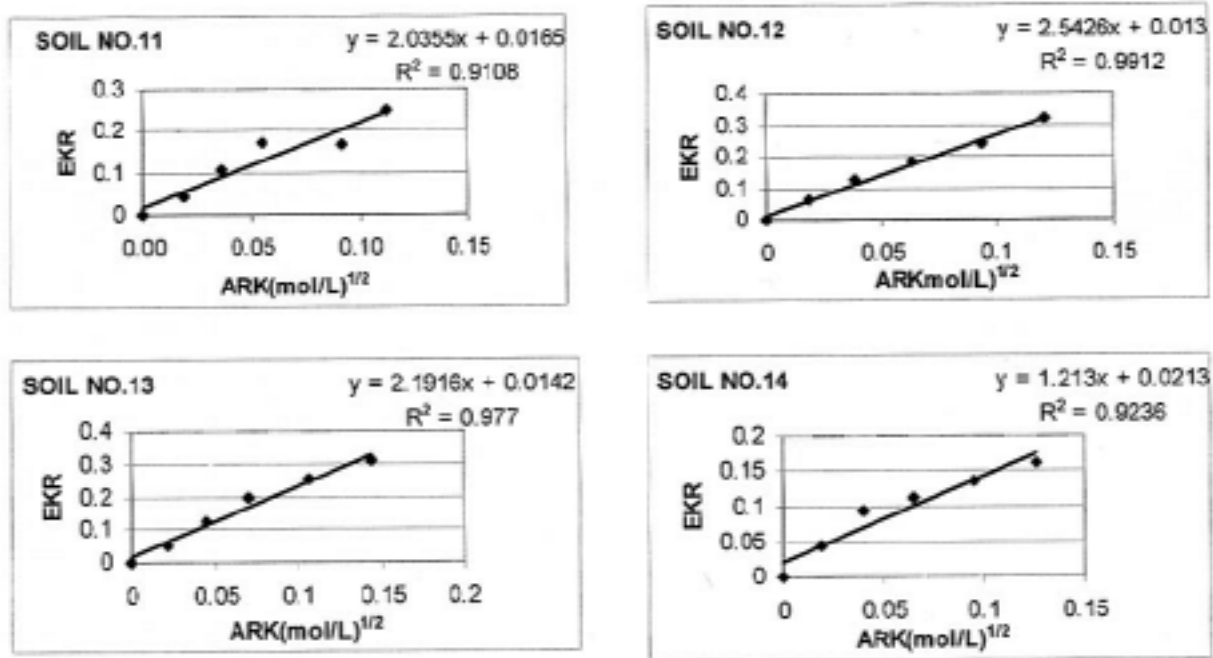 SOIL NO.11
y = 2.0355x + 0.0165
R² = 0.9108
EKR
0.3
0.2
0.1
0
0.00 0.05 0.10 0.15
ARK(mol/L)^1/2
SOIL NO.12
y = 2.5426x + 0.013
R² = 0.9912
EKR
0.4
0.3
0.2
0.1
0
0 0.05 0.1 0.15
ARKmol/L)^1/2
SOIL NO.13
y = 2.1916x + 0.0142
R² = 0.977
EKR
0.4
0.3
0.2
0.1
0
0 0.05 0.1 0.15 0.2
ARK(mol/L)^1/2
SOIL NO.14
y = 1.213x + 0.0213
R² = 0.9236
EKR
0.2
0.15
0.1
0.05
0
0 0.05 0.1 0.15
ARK(mol/L)^1/2